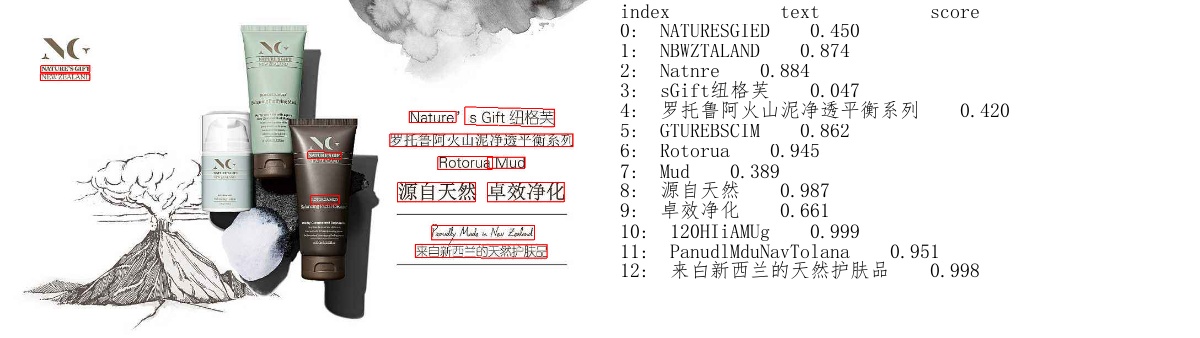 NG
NATURE'S GIFT
NEW ZEALAND
NG
NATURE'S GIFT
NG
NG
NATURE'S GIFT
NEW ZEALAND
Nature' s Gift 纽格芙
罗托鲁阿火山泥净透平衡系列
Rotorua Mud
源自天然 卓效净化
Proudly Made in New Zealand
来自新西兰的天然护肤品
index text score
0: NATURESGIED 0.450
1: NBWZTALAND 0.874
2: Natnre 0.884
3: sGift纽格芙 0.047
4: 罗托鲁阿火山泥净透平衡系列 0.420
5: GTUREBSCIM 0.862
6: Rotorua 0.945
7: Mud 0.389
8: 源自天然 0.987
9: 卓效净化 0.661
10: 120HIiAMUg 0.999
11: PanudlMduNavTolana 0.951
12: 来白新西兰的天然护肤品 0.998